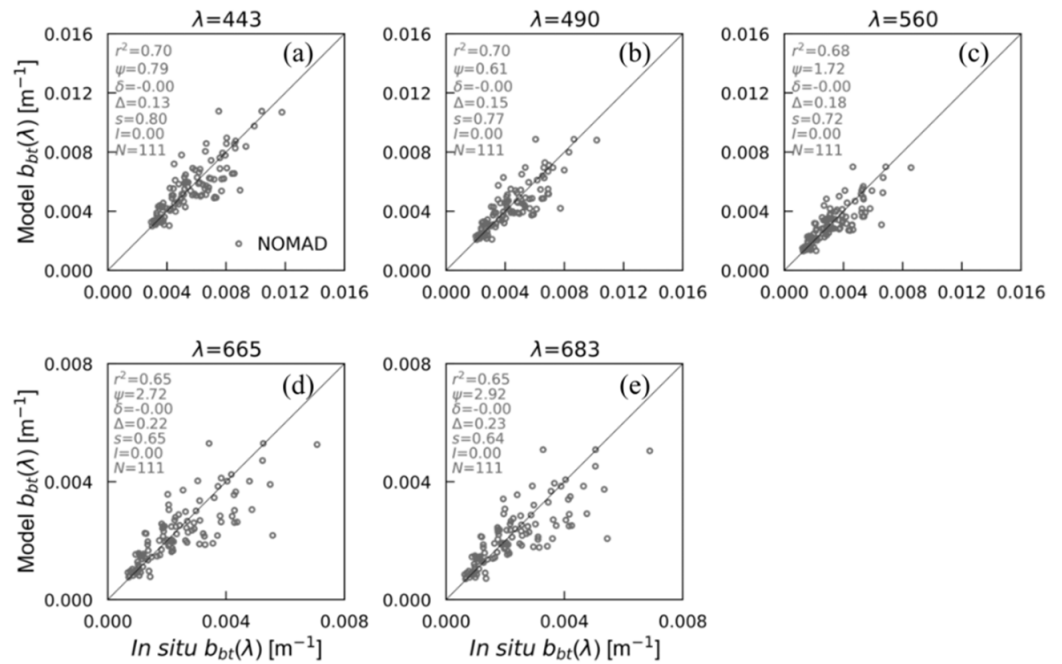 λ=443
0.016
0.012
0.008
0.004
0.000
Model b_bt(λ) [m⁻¹]
(a)
r²=0.70
ψ=0.79
δ=-0.00
Δ=0.13
s=0.80
I=0.00
N=111
NOMAD
0.000 0.004 0.008 0.012 0.016
λ=490
0.016
0.012
0.008
0.004
0.000
(b)
r²=0.70
ψ=0.61
δ=-0.00
Δ=0.15
s=0.77
I=0.00
N=111
0.000 0.004 0.008 0.012 0.016
λ=560
0.016
0.012
0.008
0.004
0.000
(c)
r²=0.68
ψ=1.72
δ=-0.00
Δ=0.18
s=0.72
I=0.00
N=111
0.000 0.004 0.008 0.012 0.016
λ=665
0.008
0.004
0.000
Model b_bt(λ) [m⁻¹]
(d)
r²=0.65
ψ=2.72
δ=-0.00
Δ=0.22
s=0.65
I=0.00
N=111
0.000 0.004 0.008
In situ b_bt(λ) [m⁻¹]
λ=683
0.008
0.004
0.000
(e)
r²=0.65
ψ=2.92
δ=-0.00
Δ=0.23
s=0.64
I=0.00
N=111
0.000 0.004 0.008
In situ b_bt(λ) [m⁻¹]